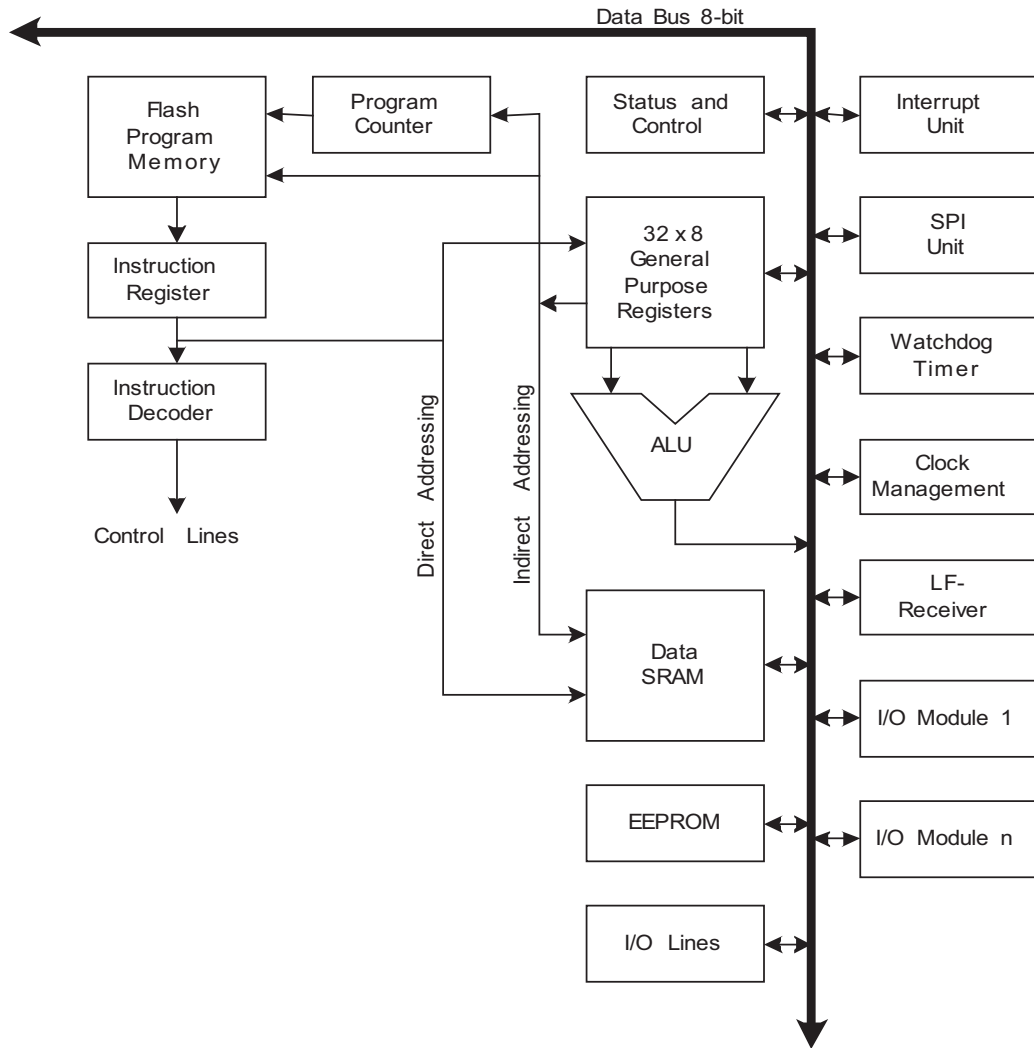 Data Bus 8-bit
Flash
Program
Memory
Program
Counter
Status and
Control
Interrupt
Unit
32 x 8
General
Purpose
Registers
SPI
Unit
Instruction
Register
Watchdog
Timer
Instruction
Decoder
Direct Addressing
Indirect Addressing
ALU
Clock
Management
Control Lines
LF-
Receiver
Data
SRAM
I/O Module 1
EEPROM
I/O Module n
I/O Lines